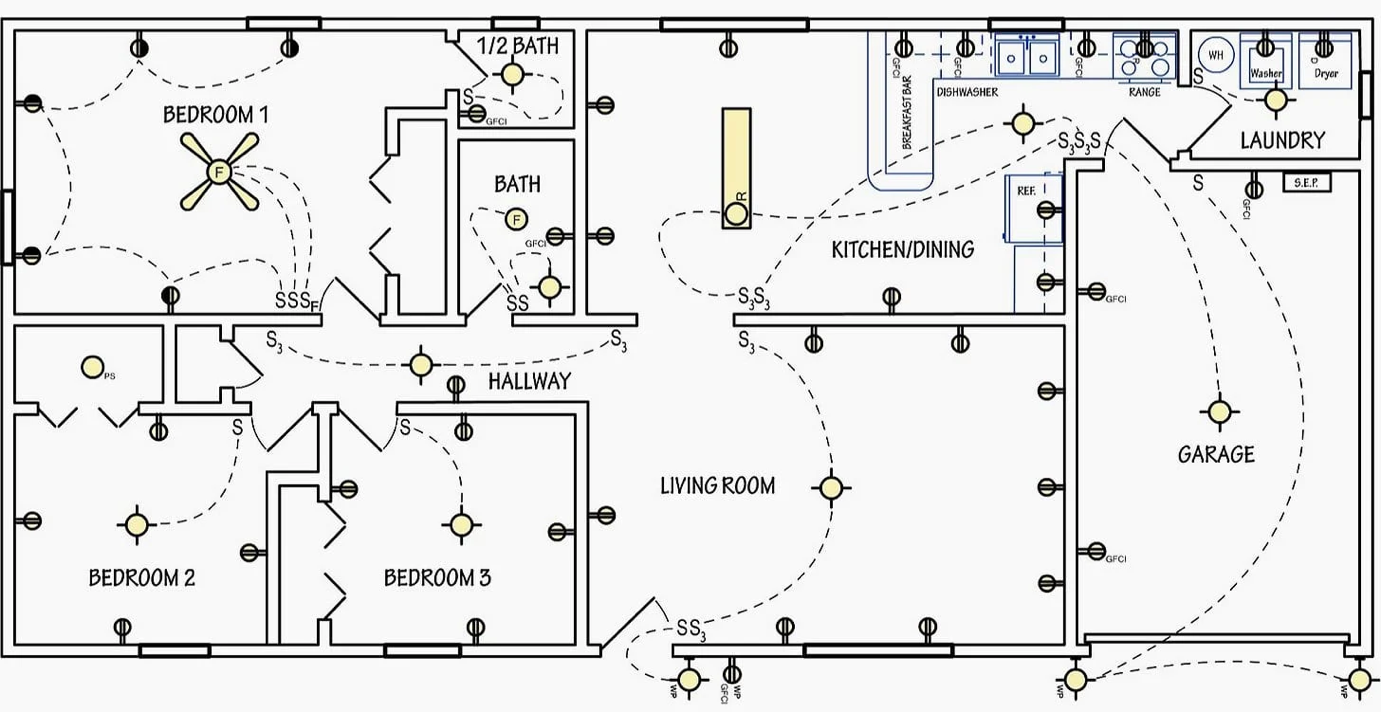 1/2 BATH
S
GFCI
BEDROOM 1
F
SSSF
BATH
F
GFCI
SS
GFCI
GFCI
GFCI
R
BREAKFAST BAR
DISHWASHER
RANGE
R
KITCHEN/DINING
S3S3
S3S3S
REF.
WH
Washer
D
Dryer
S
LAUNDRY
S
GFCI
S.E.P.
GFCI
GARAGE
GFCI
S3
HALLWAY
S3
S3
PS
S
BEDROOM 2
S
BEDROOM 3
LIVING ROOM
SS3
WP
GFCI
WP
WP
WP